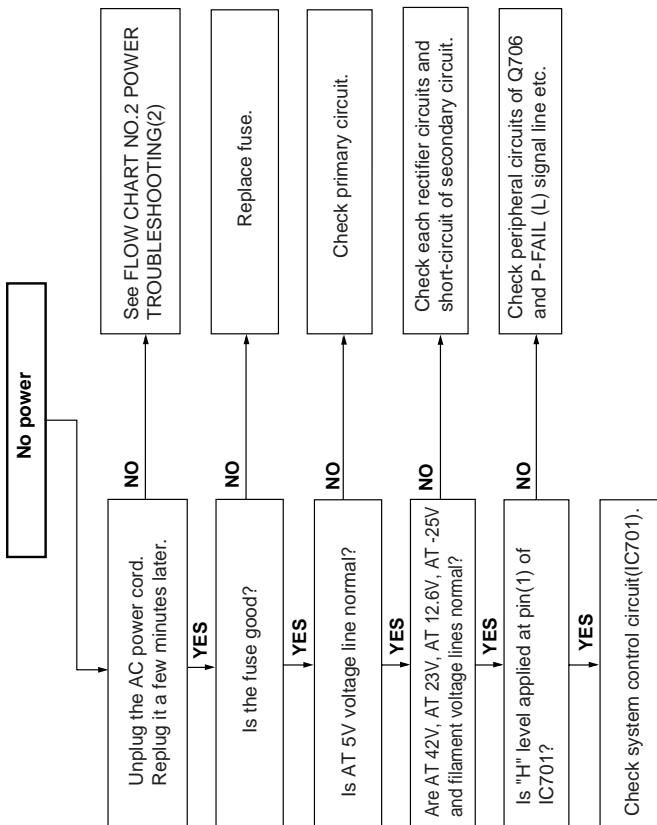 No power
Unplug the AC power cord.
Replug it a few minutes later.
NO
See FLOW CHART NO.2 POWER
TROUBLESHOOTING(2)
YES
Is the fuse good?
NO
Replace fuse.
YES
Is AT 5V voltage line normal?
NO
Check primary circuit.
YES
Are AT 42V, AT 23V, AT 12.6V, AT -25V
and filament voltage lines normal?
NO
Check each rectifier circuits and
short-circuit of secondary circuit.
YES
Is "H" level applied at pin(1) of
IC701?
NO
Check peripheral circuits of Q706
and P-FAIL (L) signal line etc.
YES
Check system control circuit(IC701).